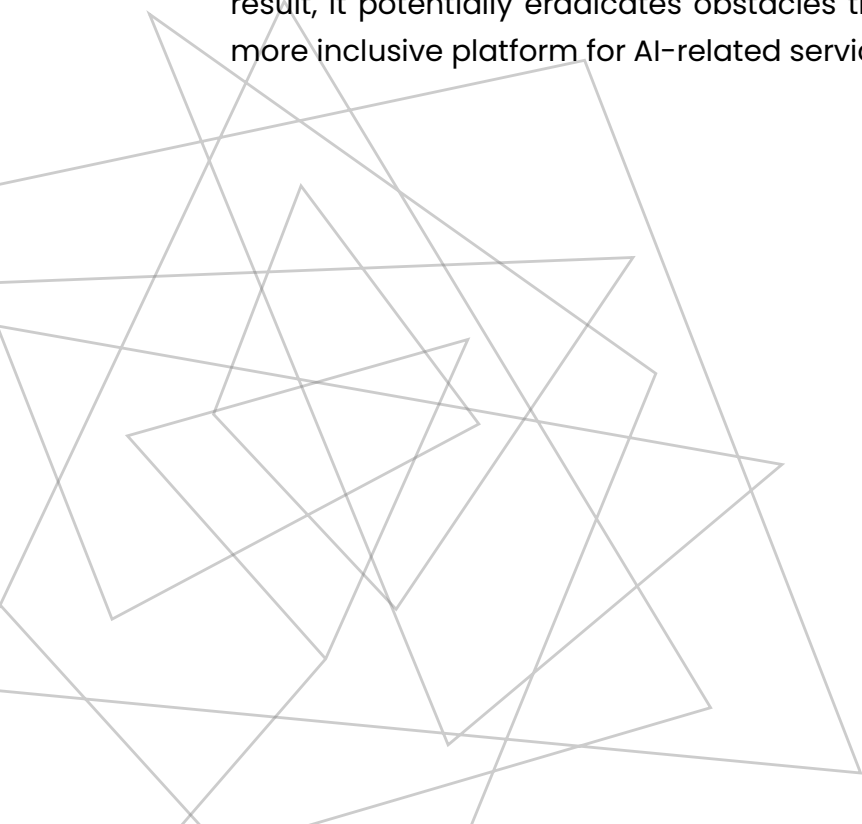 result, it potentially eradicates obstacles
more inclusive platform for AI-related